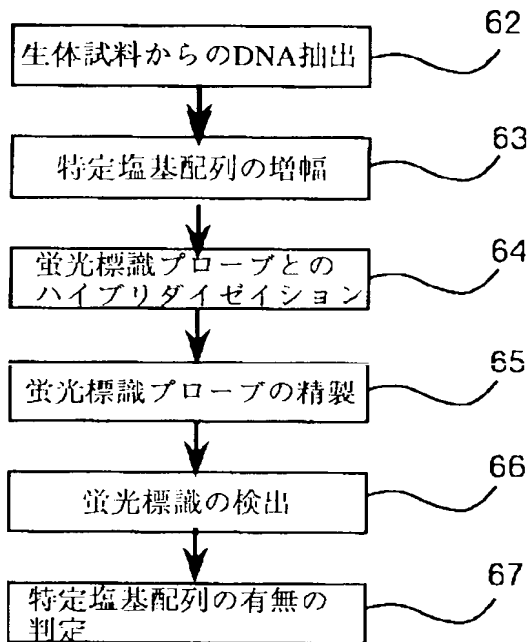 62
生体試料からのDNA抽出
63
特定塩基配列の増幅
64
蛍光標識プローブとの
ハイブリダイゼイション
65
蛍光標識プローブの精製
66
蛍光標識の検出
67
特定塩基配列の有無の
判定